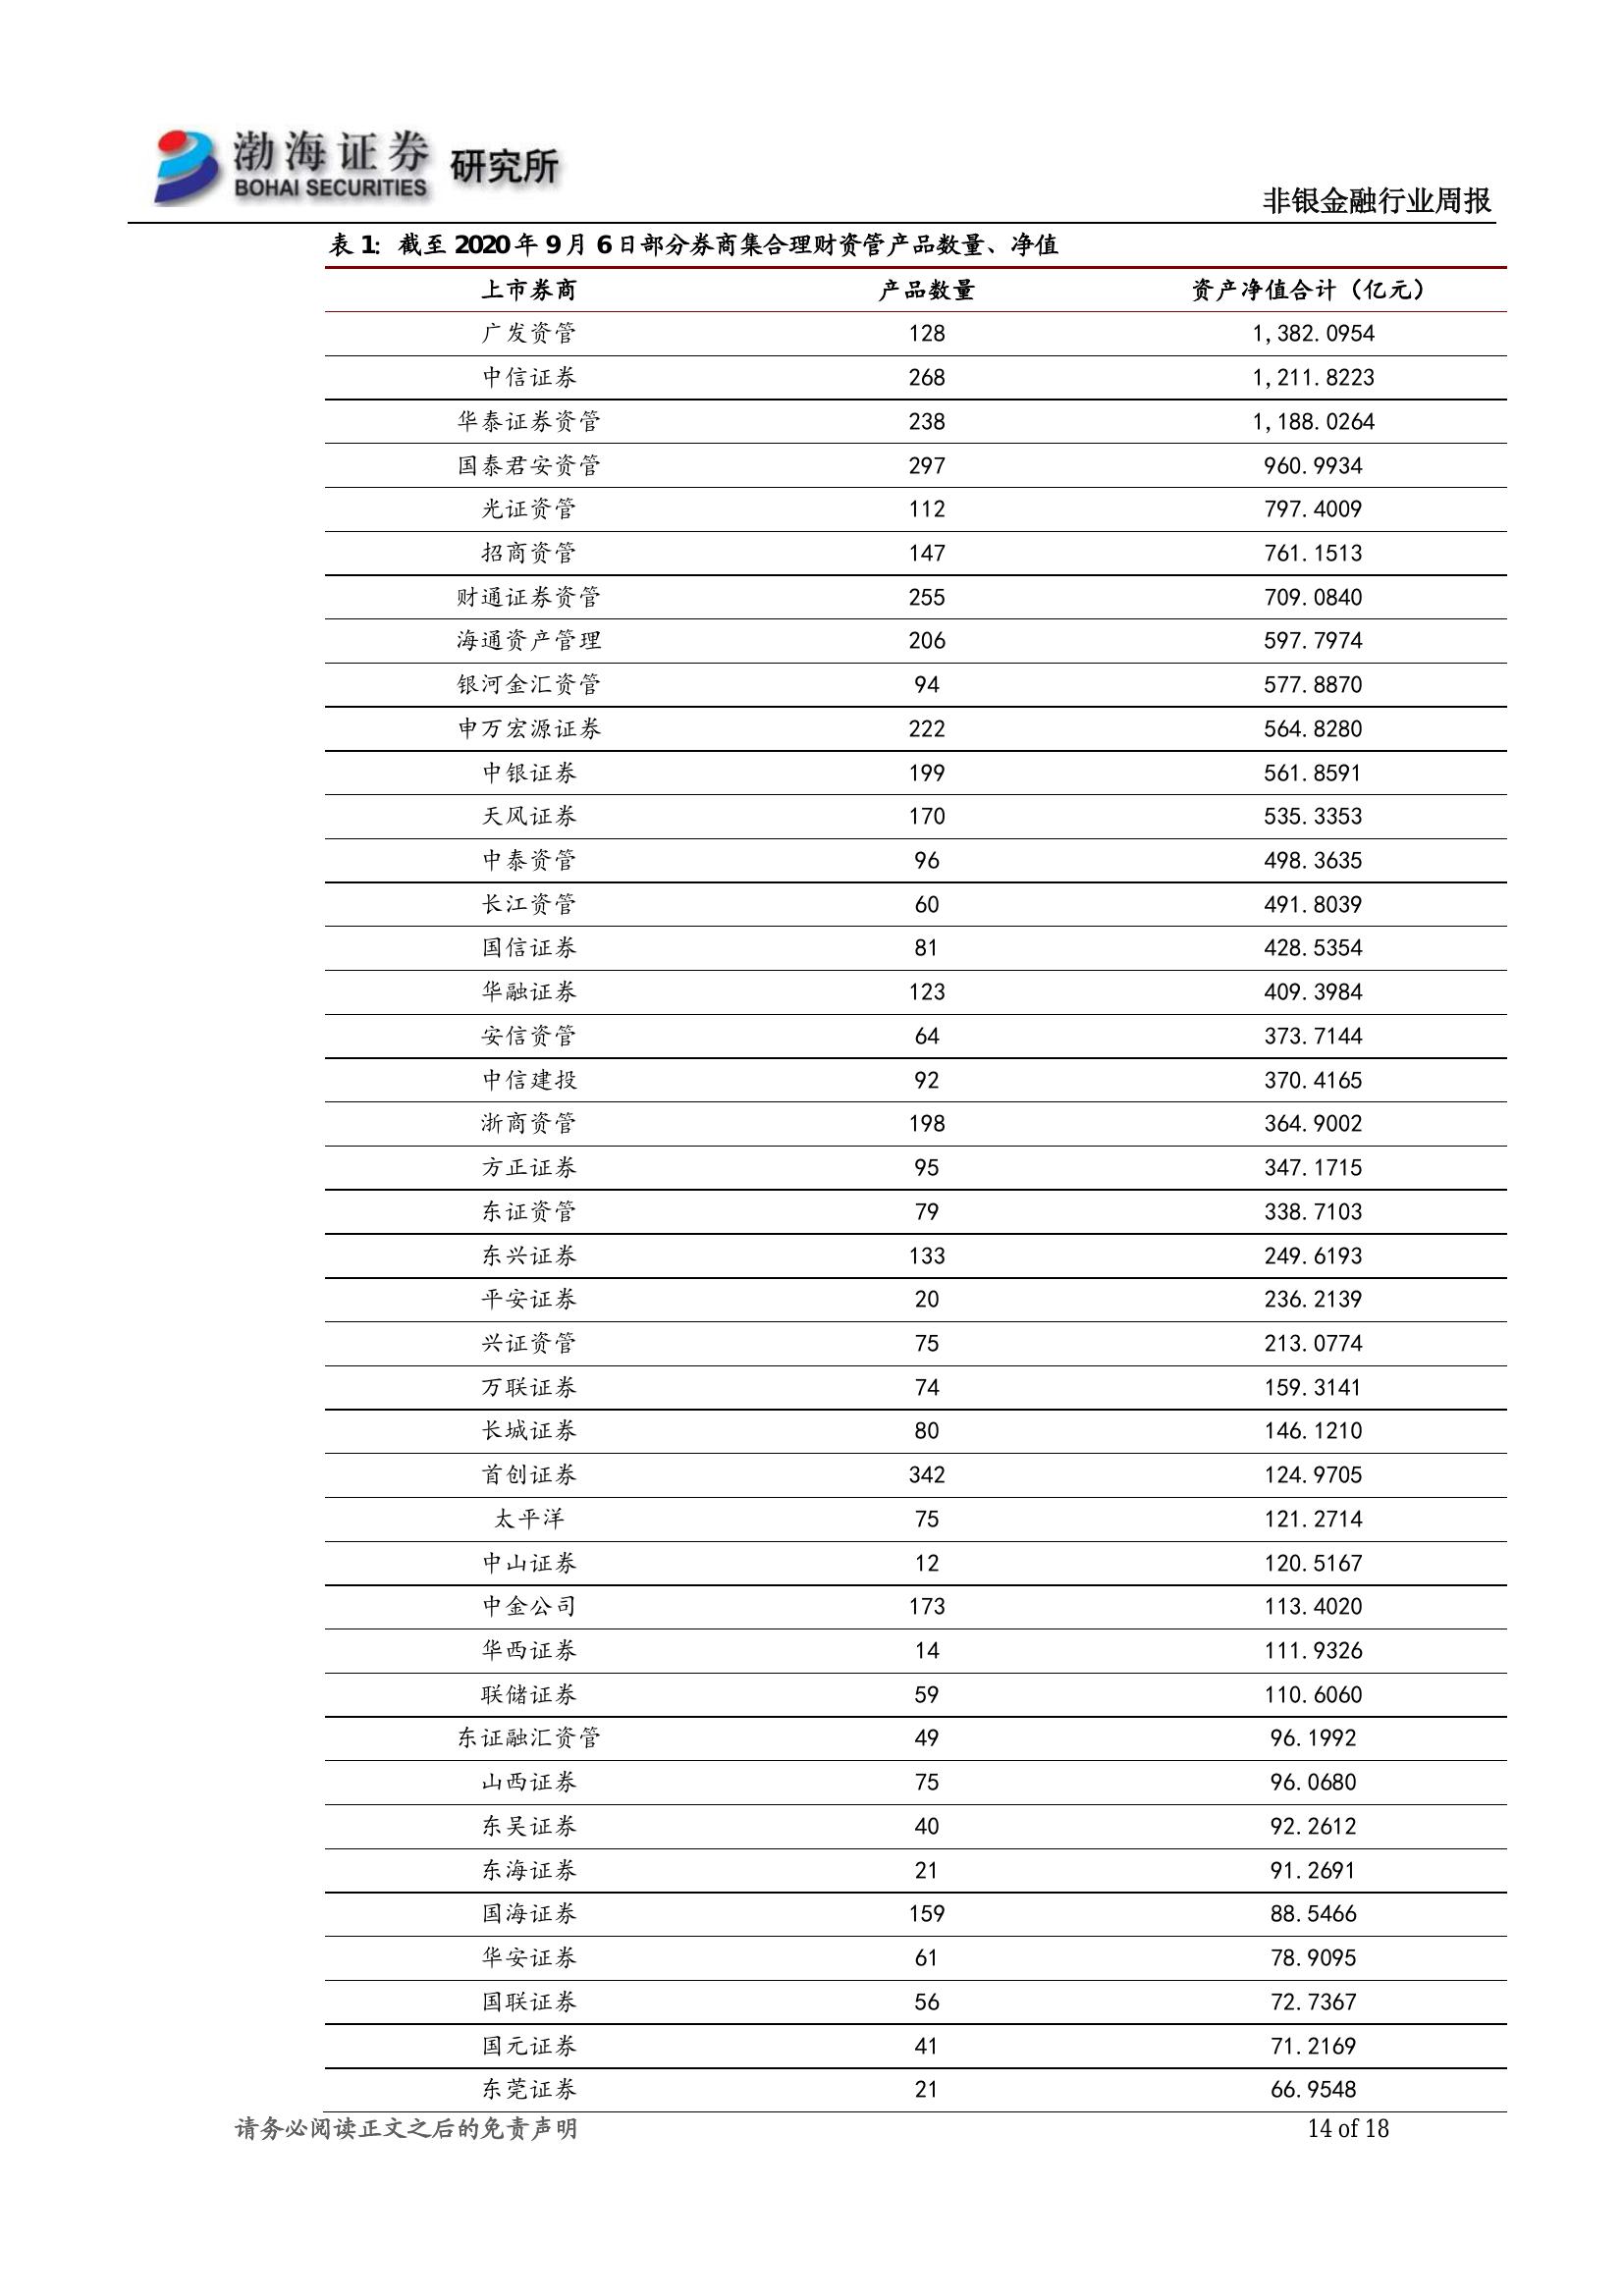 渤海证券 研究所
BOHAI SECURITIES
非银金融行业周报
表 1: 截至 2020 年 9 月 6 日部分券商集合理财资管产品数量、净值
上市券商 产品数量 资产净值合计（亿元）
广发资管 128 1,382.0954
中信证券 268 1,211.8223
华泰证券资管 238 1,188.0264
国泰君安资管 297 960.9934
光证资管 112 797.4009
招商资管 147 761.1513
财通证券资管 255 709.0840
海通资产管理 206 597.7974
银河金汇资管 94 577.8870
申万宏源证券 222 564.8280
中银证券 199 561.8591
天风证券 170 535.3353
中泰资管 96 498.3635
长江资管 60 491.8039
国信证券 81 428.5354
华融证券 123 409.3984
安信资管 64 373.7144
中信建投 92 370.4165
浙商资管 198 364.9002
方正证券 95 347.1715
东证资管 79 338.7103
东兴证券 133 249.6193
平安证券 20 236.2139
兴证资管 75 213.0774
万联证券 74 159.3141
长城证券 80 146.1210
首创证券 342 124.9705
太平洋 75 121.2714
中山证券 12 120.5167
中金公司 173 113.4020
华西证券 14 111.9326
联储证券 59 110.6060
东证融汇资管 49 96.1992
山西证券 75 96.0680
东吴证券 40 92.2612
东海证券 21 91.2691
国海证券 159 88.5466
华安证券 61 78.9095
国联证券 56 72.7367
国元证券 41 71.2169
东莞证券 21 66.9548
请务必阅读正文之后的免责声明 14 of 18